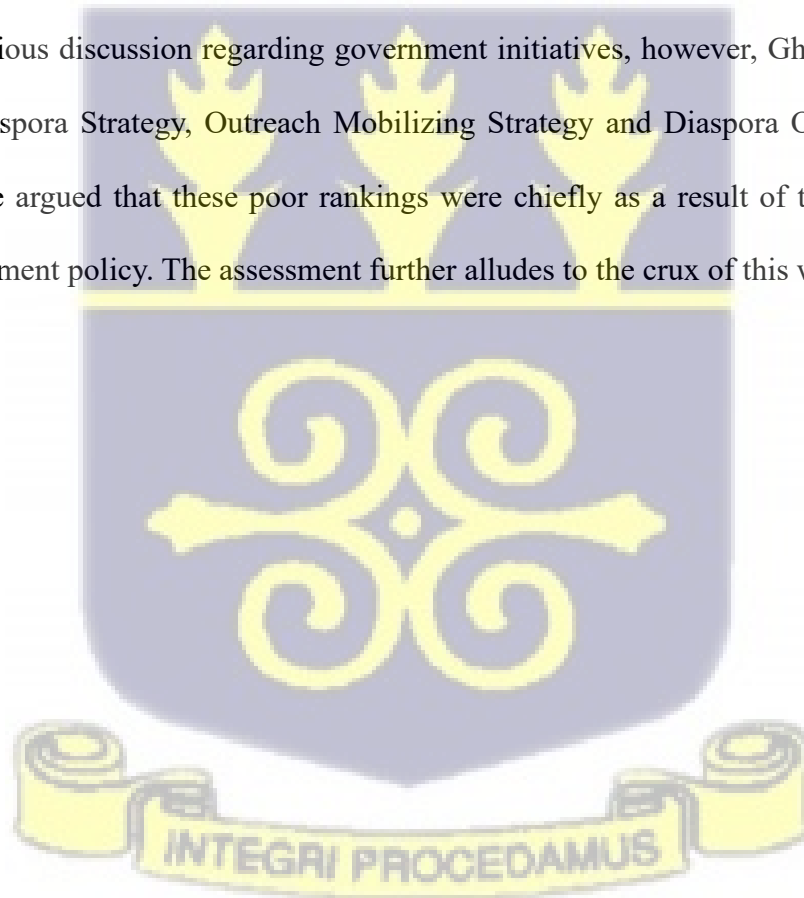 ious discussion regarding government initiatives, however, Gh
spora Strategy, Outreach Mobilizing Strategy and Diaspora
argued that these poor rankings were chiefly as a result of t
ment policy. The assessment further alludes to the crux of this
INTEGRI PROCEDAMUS